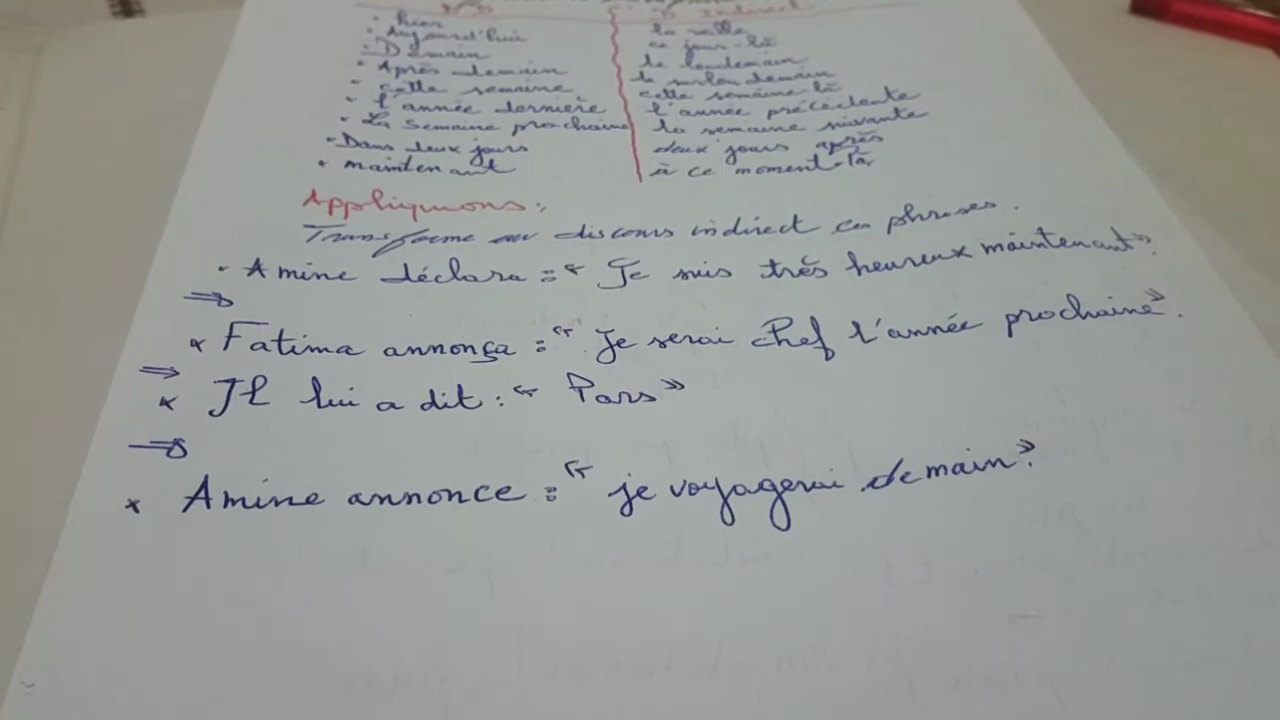 hier la veille
Aujourd'hui ce jour-là
Demain le lendemain
Après demain le surlendemain
cette semaine cette semaine là
l'année dernière l'année précédente
La semaine prochaine la semaine suivante
Dans deux jours deux jours après
maintenant à ce moment-là
Appliquons:
Transforme au discours indirect ces phrases.
Amine déclara: « Je suis très heureux maintenant».
⇒
* Fatima annonça: « Je serai chef l'année prochaine».
⇒
* Il lui a dit: « Pars»
⇒
* Amine annonce: « je voyagerai demain».